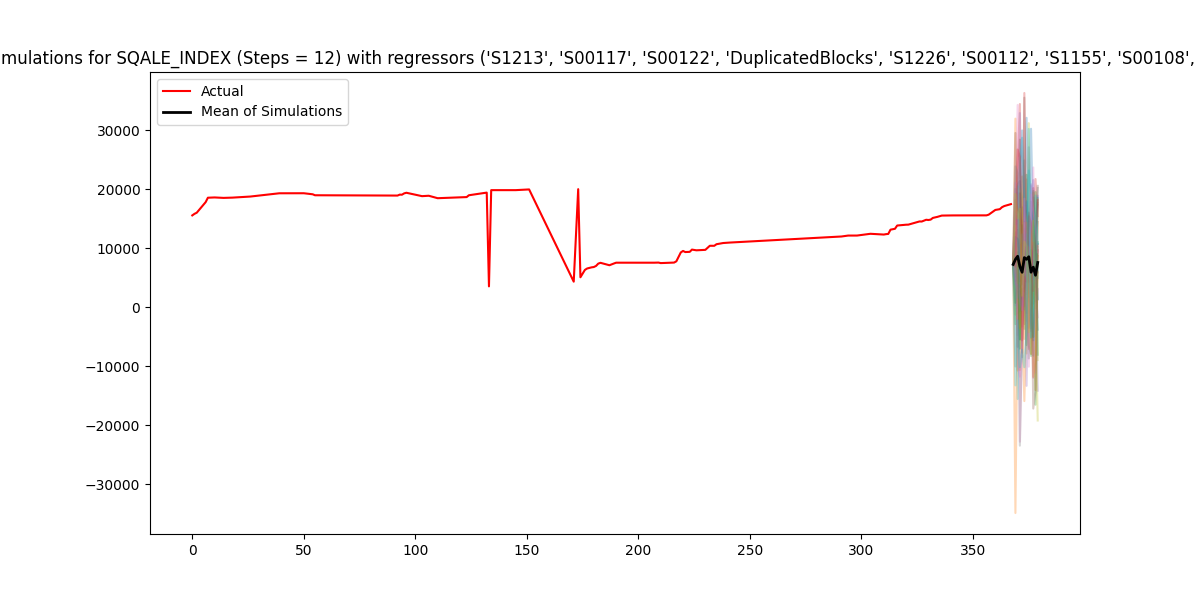 mulations for SQALE_INDEX (Steps = 12) with regressors ('S1213', 'S00117', 'S00122', 'DuplicatedBlocks', 'S1226', 'S00112', 'S1155', 'S00108',
Actual
Mean of Simulations
30000
20000
10000
0
−10000
−20000
−30000
0 50 100 150 200 250 300 350